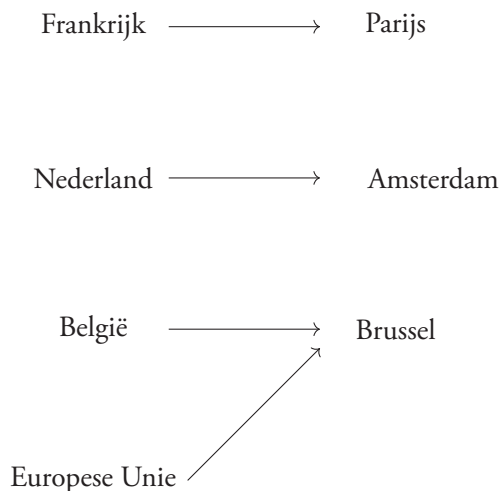 Frankrijk Parijs
Nederland Amsterdam
België Brussel
Europese Unie